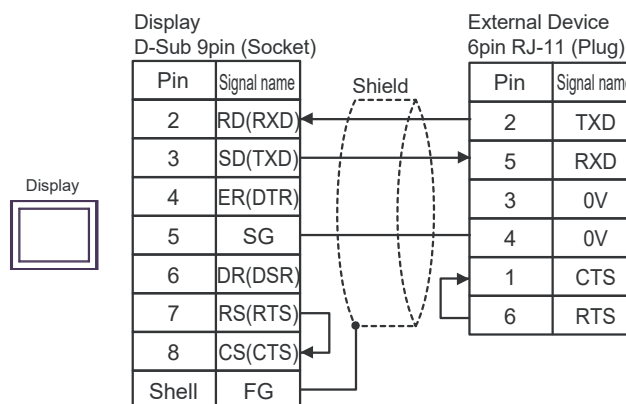 Display
D-Sub 9pin (Socket)
External Device
6pin RJ-11 (Plug)
Pin Signal name
Shield
Pin Signal name
2 RD(RXD)
2 TXD
3 SD(TXD)
5 RXD
Display
4 ER(DTR)
3 0V
5 SG
4 0V
6 DR(DSR)
1 CTS
7 RS(RTS)
6 RTS
8 CS(CTS)
Shell FG